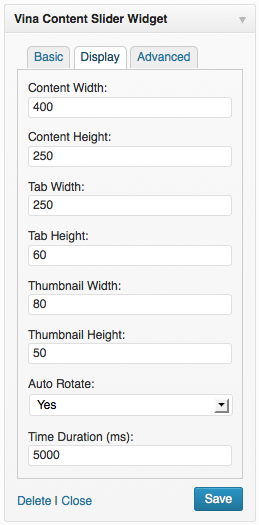 Vina Content Slider Widget
Basic Display Advanced
Content Width:
400
Content Height:
250
Tab Width:
250
Tab Height:
60
Thumbnail Width:
80
Thumbnail Height:
50
Auto Rotate:
Yes
Time Duration (ms):
5000
Delete | Close Save